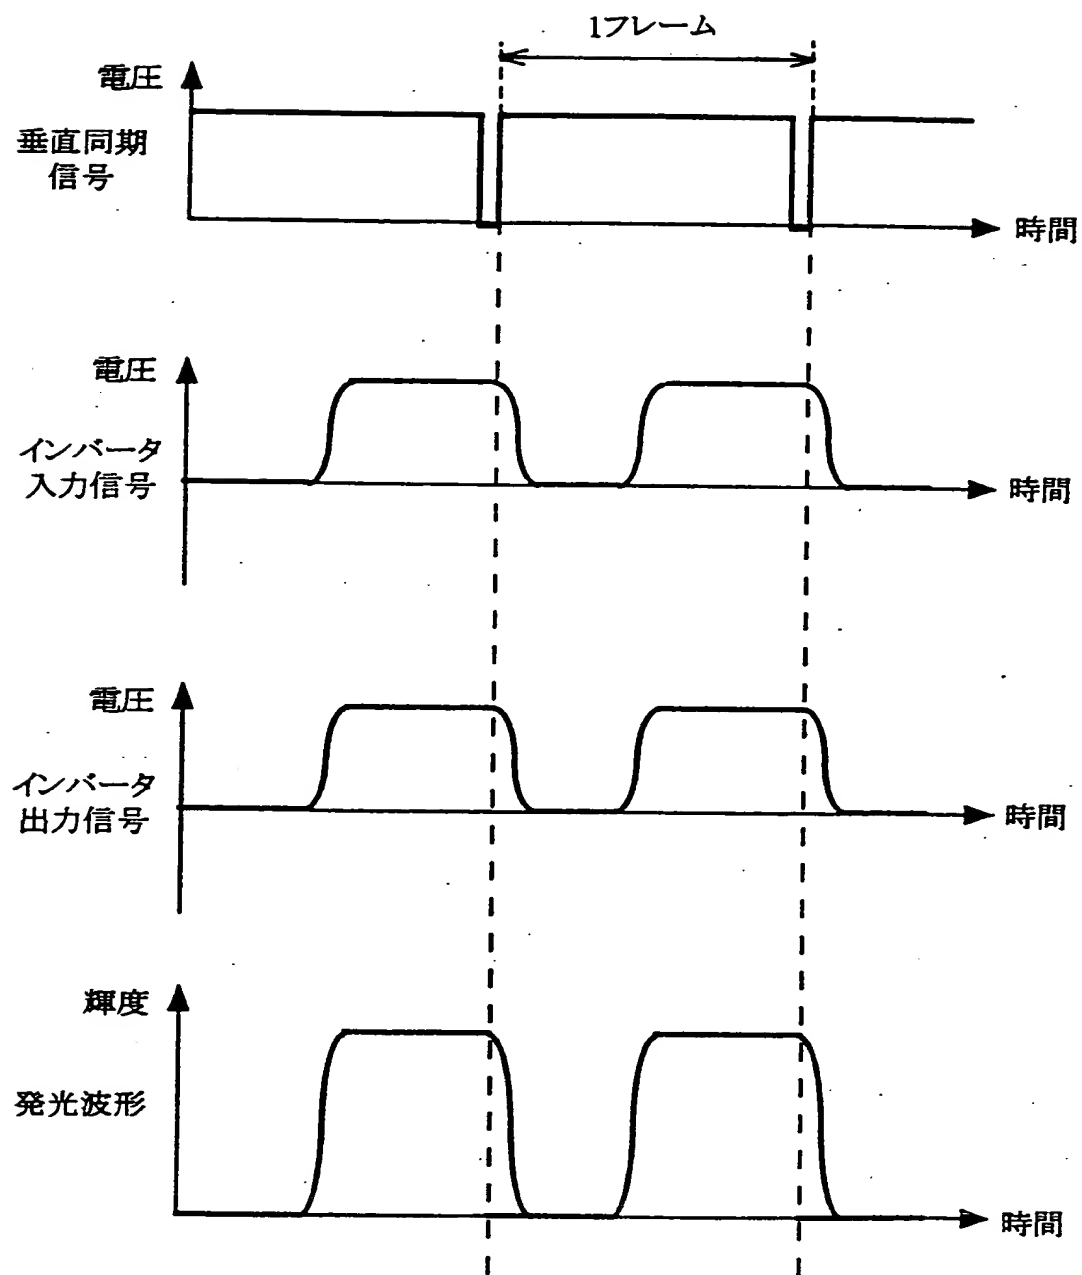 1フレーム
電圧
垂直同期
信号
時間
電圧
インバータ
入力信号
時間
電圧
インバータ
出力信号
時間
輝度
発光波形
時間